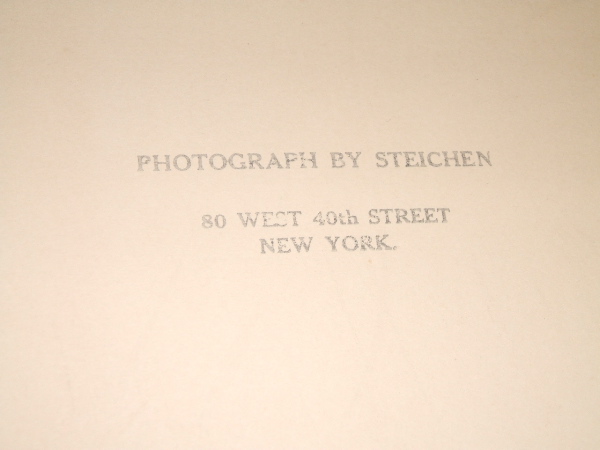 PHOTOGRAPH BY STEICHEN
80 WEST 40th STREET
NEW YORK.